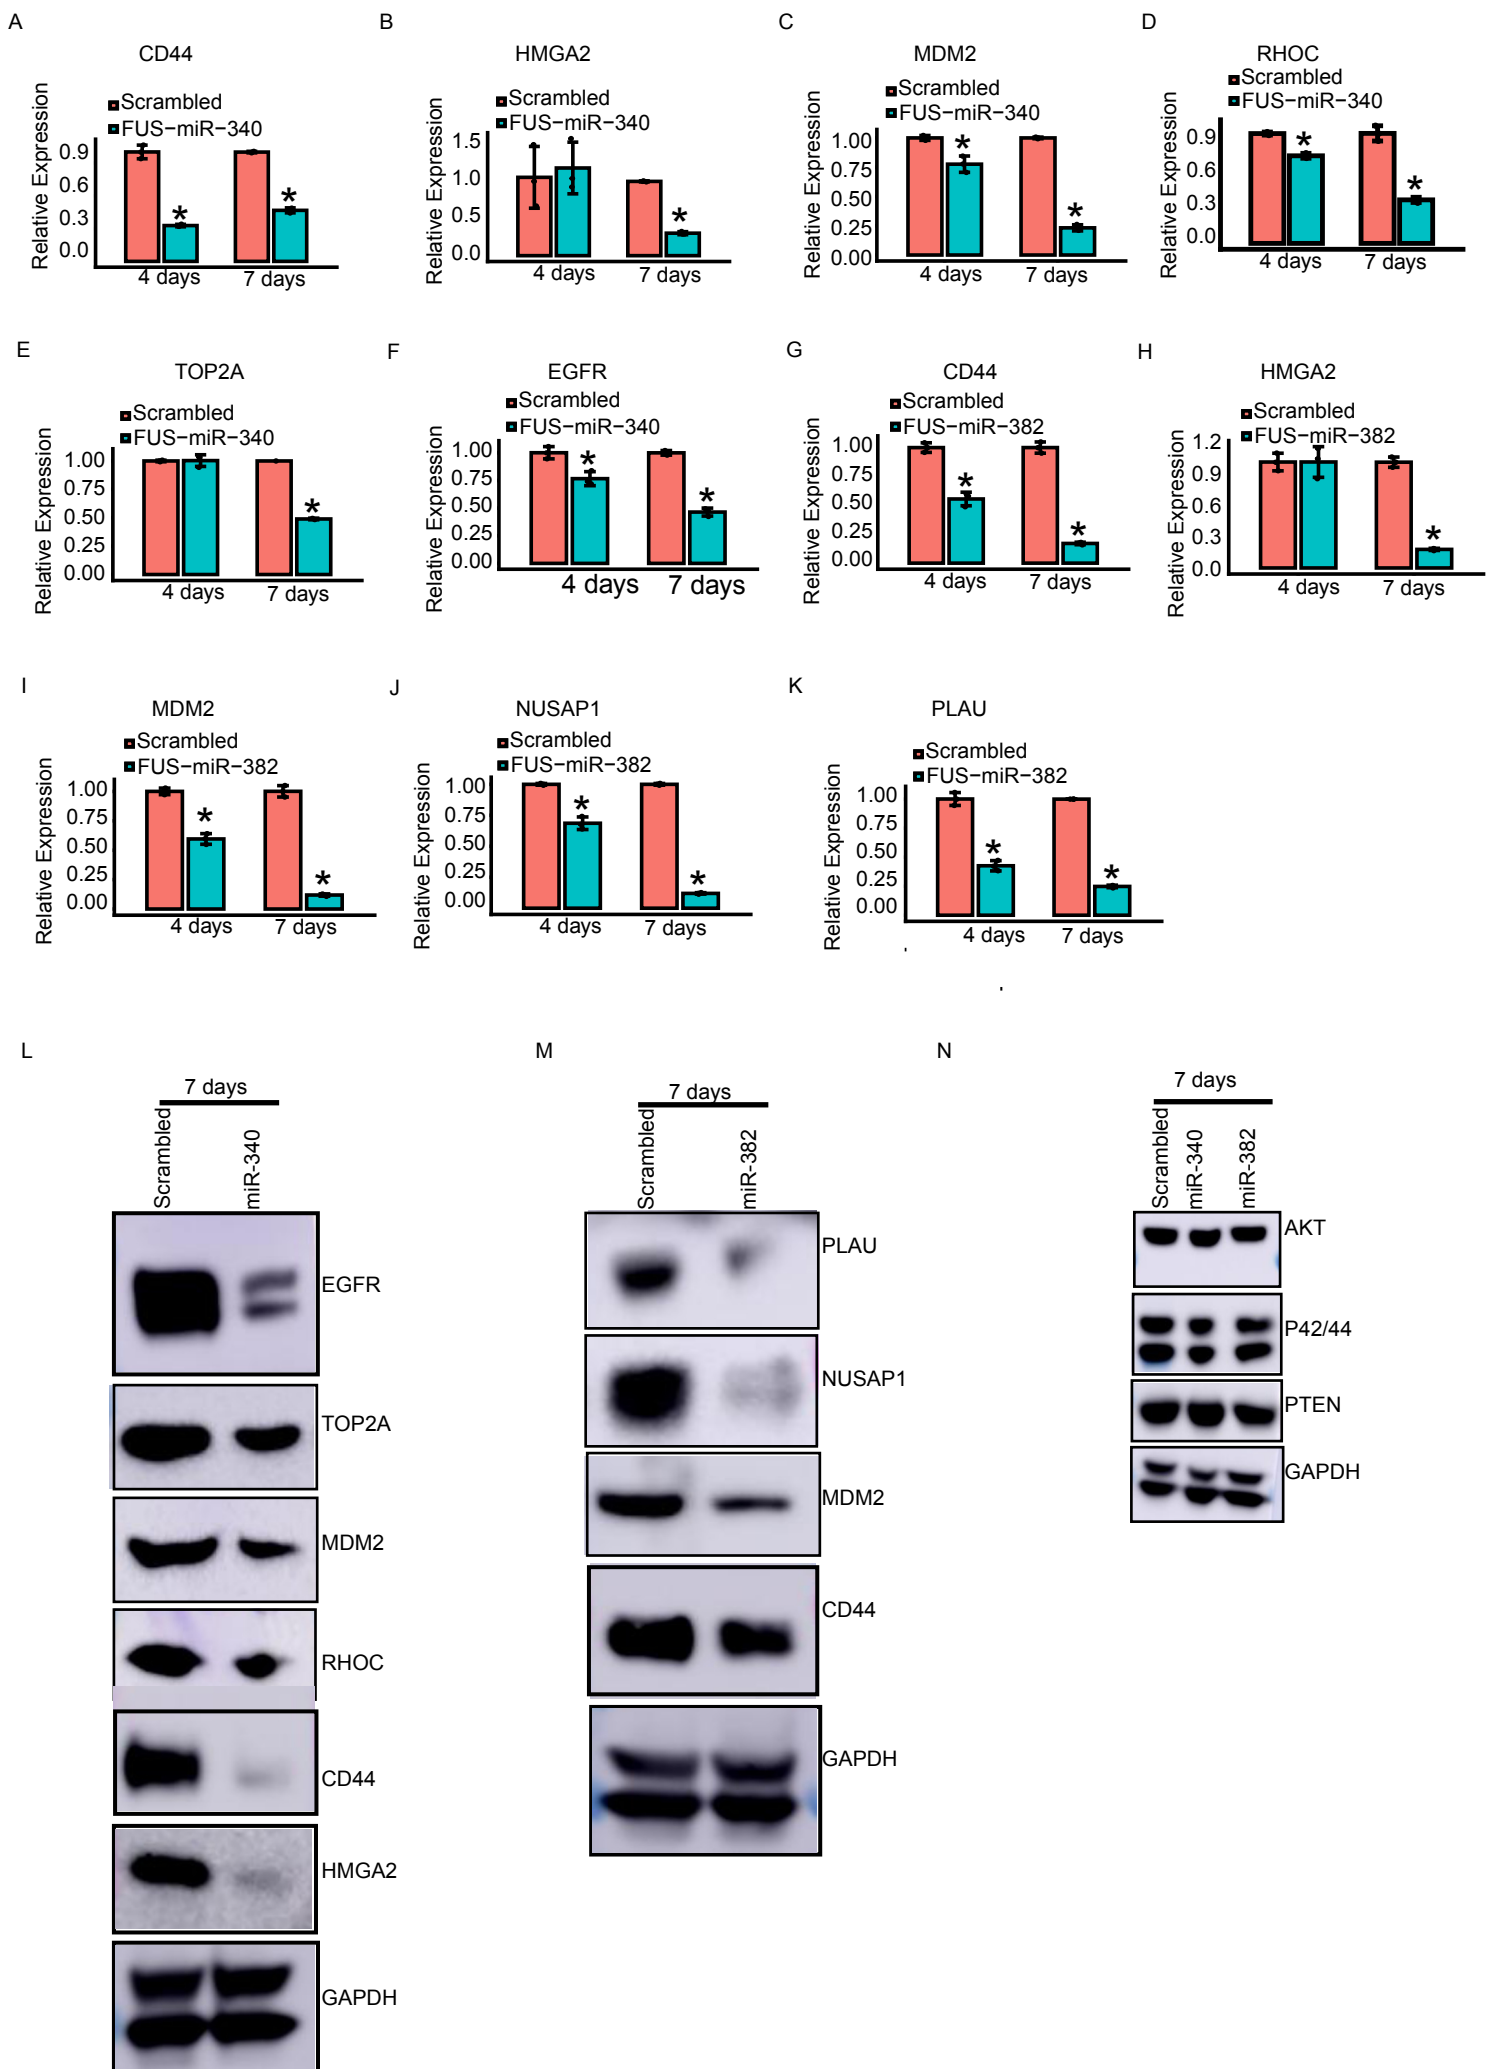 A
CD44
Scrambled
FUS−miR−340
Relative Expression
0.9
0.6
0.3
0.0
*
*
4 days
7 days
B
HMGA2
Scrambled
FUS−miR−340
Relative Expression
1.5
1.0
0.5
0.0
*
4 days
7 days
C
MDM2
Scrambled
FUS−miR−340
Relative Expression
1.00
0.75
0.50
0.25
0.00
*
*
4 days
7 days
D
RHOC
Scrambled
FUS−miR−340
Relative Expression
0.9
0.6
0.3
0.0
*
*
4 days
7 days
E
TOP2A
Scrambled
FUS−miR−340
Relative Expression
1.00
0.75
0.50
0.25
0.00
*
4 days
7 days
F
EGFR
Scrambled
FUS−miR−340
Relative Expression
1.00
0.75
0.50
0.25
0.00
*
*
4 days
7 days
G
CD44
Scrambled
FUS−miR−382
Relative Expression
1.00
0.75
0.50
0.25
0.00
*
*
4 days
7 days
H
HMGA2
Scrambled
FUS−miR−382
Relative Expression
1.2
0.9
0.6
0.3
0.0
*
4 days
7 days
I
MDM2
Scrambled
FUS−miR−382
Relative Expression
1.00
0.75
0.50
0.25
0.00
*
*
4 days
7 days
J
NUSAP1
Scrambled
FUS−miR−382
Relative Expression
1.00
0.75
0.50
0.25
0.00
*
*
4 days
7 days
K
PLAU
Scrambled
FUS−miR−382
Relative Expression
1.00
0.75
0.50
0.25
0.00
*
*
4 days
7 days
L
7 days
Scrambled
miR-340
EGFR
TOP2A
MDM2
RHOC
CD44
HMGA2
GAPDH
M
7 days
Scrambled
miR-382
PLAU
NUSAP1
MDM2
CD44
GAPDH
N
7 days
Scrambled
miR-340
miR-382
AKT
P42/44
PTEN
GAPDH